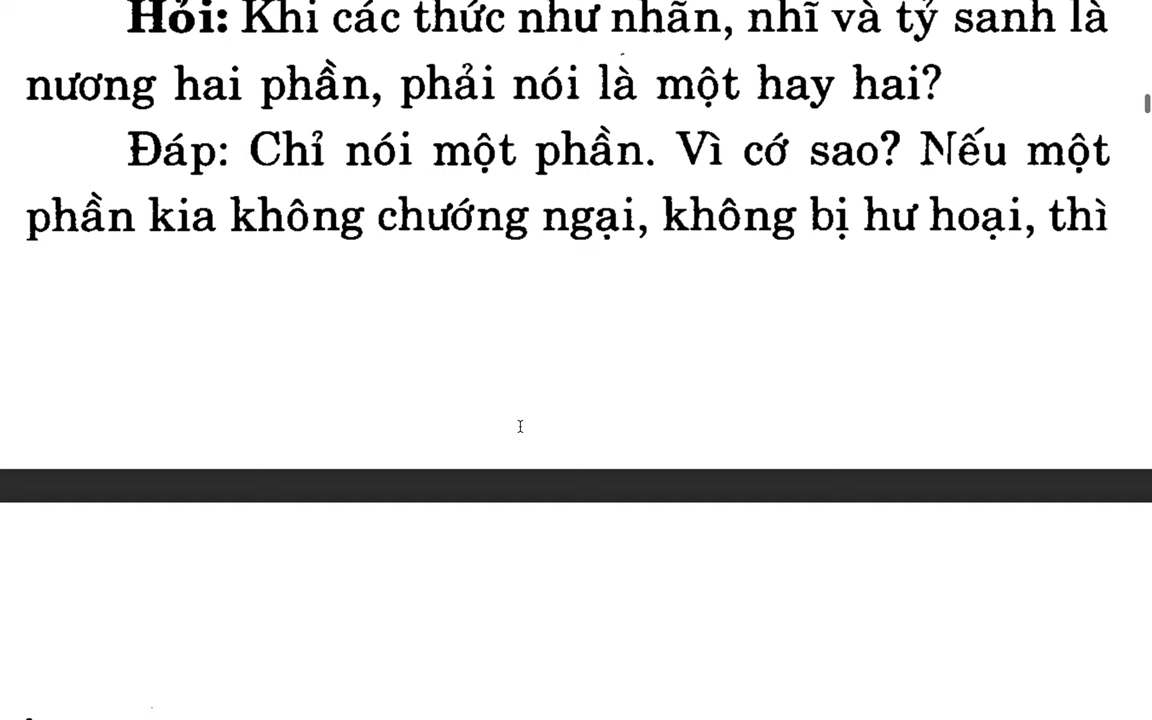 Hỏi: Khi các thức như nhãn, nhĩ và tỷ sanh là
nương hai phần, phải nói là một hay hai?
Đáp: Chỉ nói một phần. Vì cớ sao? Nếu một
phần kia không chướng ngại, không bị hư hoại, thì